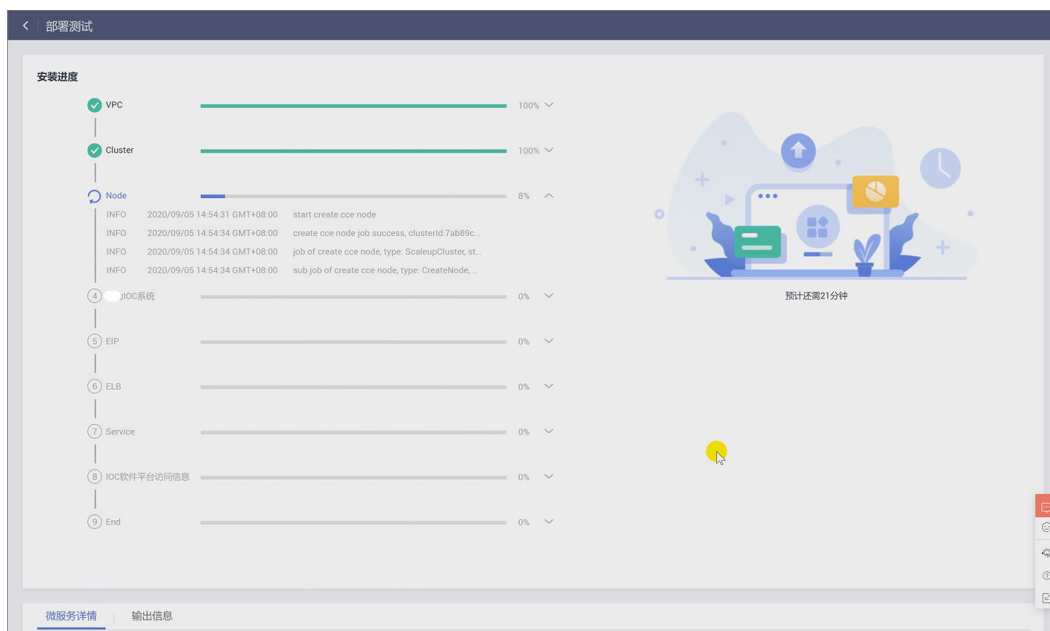 部署测试
安装进度
VPC 100%
Cluster 100%
Node 8%
INFO 2020/09/05 14:54:31 GMT+08:00 start create cce node
INFO 2020/09/05 14:54:34 GMT+08:00 create cce node job success, clusterId:7ab89c...
INFO 2020/09/05 14:54:34 GMT+08:00 job of create cce node, type: ScaleupCluster, st...
INFO 2020/09/05 14:54:34 GMT+08:00 sub job of create cce node, type: CreateNode, ...
4 IOC系统 0%
预计还需21分钟
5 EIP 0%
6 ELB 0%
7 Service 0%
8 IOC软件平台访问信息 0%
9 End 0%
微服务详情 输出信息